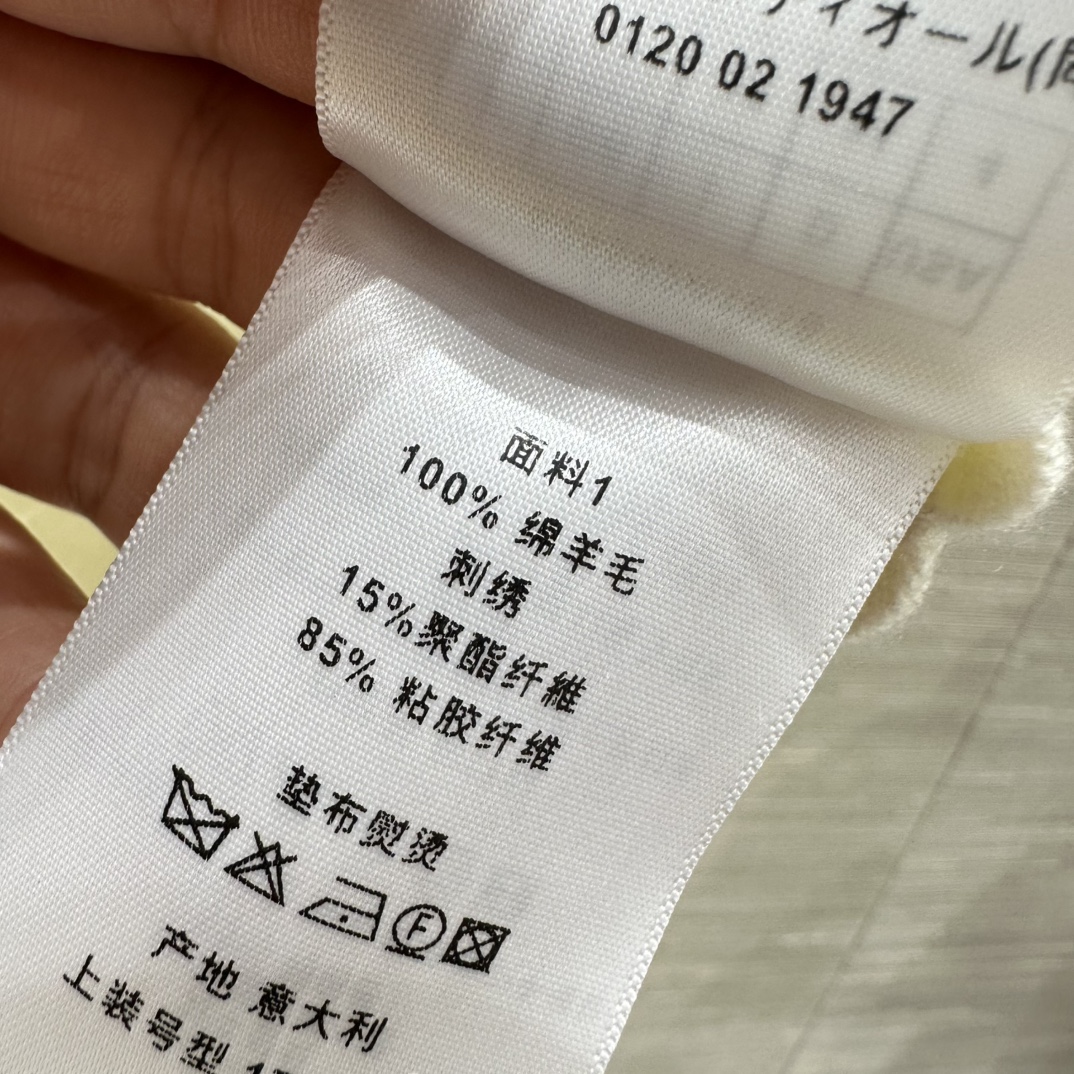 ディオール(
0120 02 1947
面料1
100% 绵羊毛
刺绣
15%聚酯纤維
85% 粘胶纤维
垫布熨烫
F
产地 意大利
上装号型